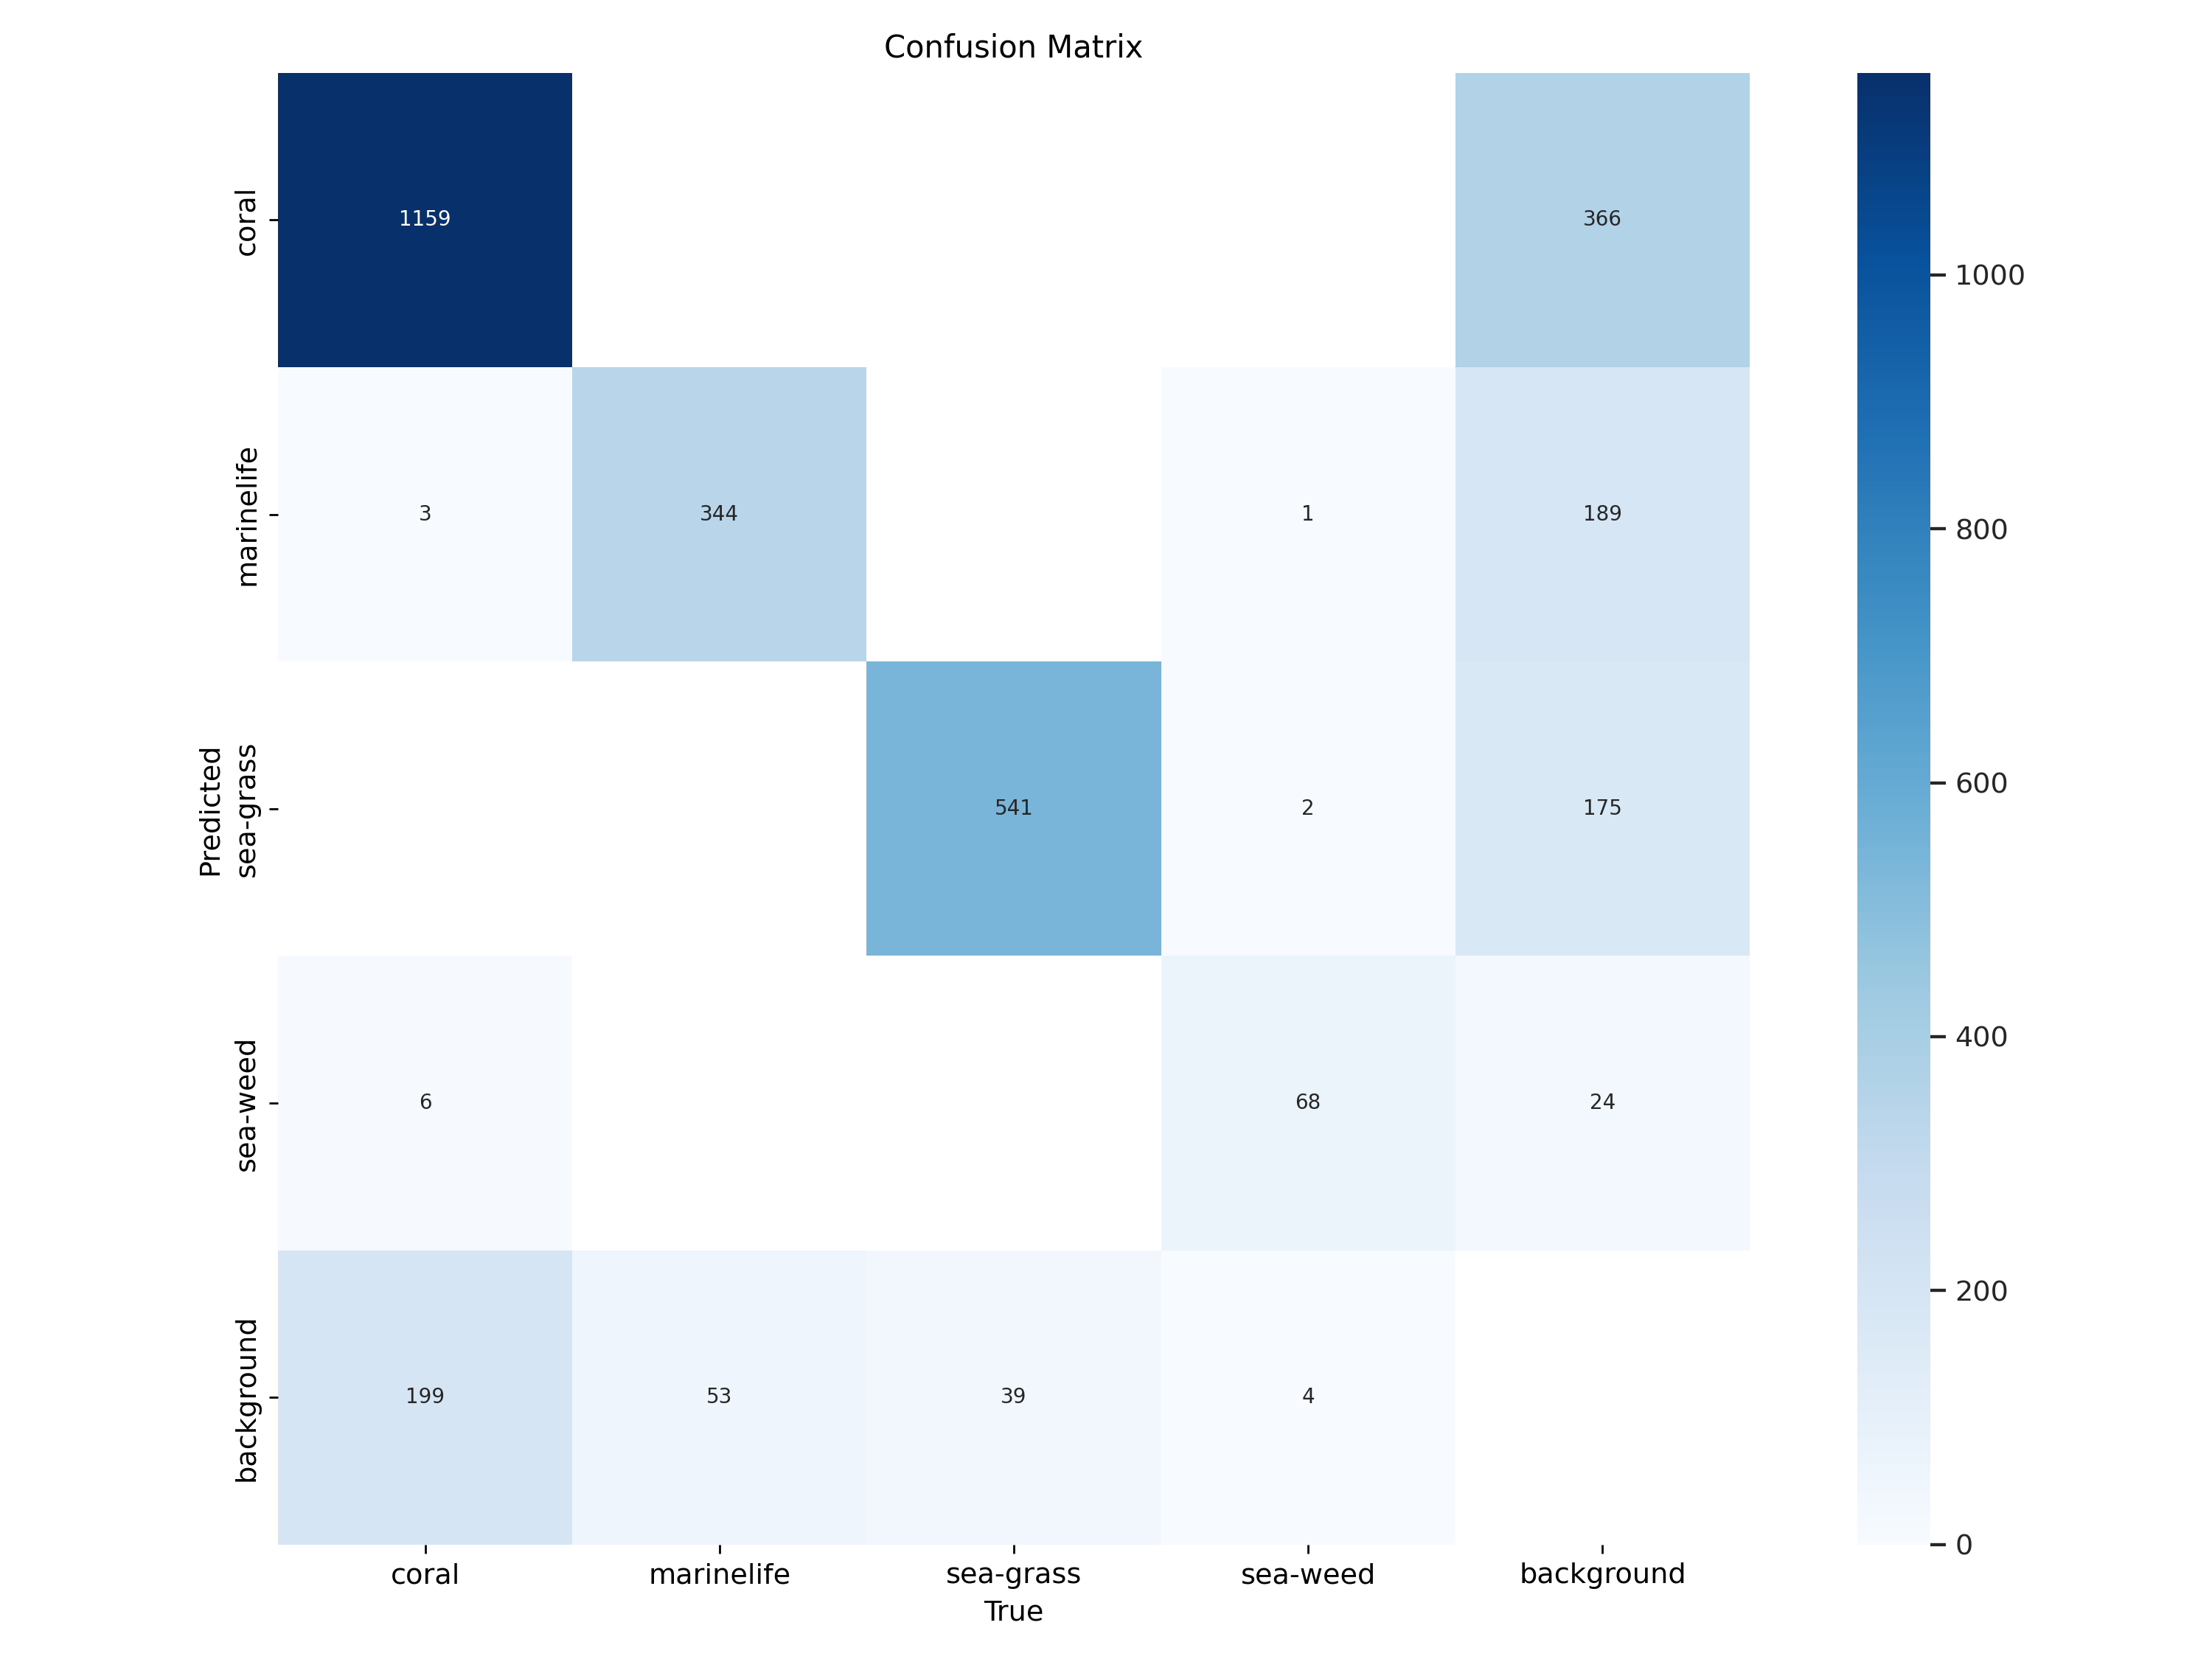 Confusion Matrix
Predicted
coral
1159
366
marinelife
3
344
1
189
sea-grass
541
2
175
sea-weed
6
68
24
background
199
53
39
4
coral
marinelife
sea-grass
sea-weed
background
True
1000
800
600
400
200
0